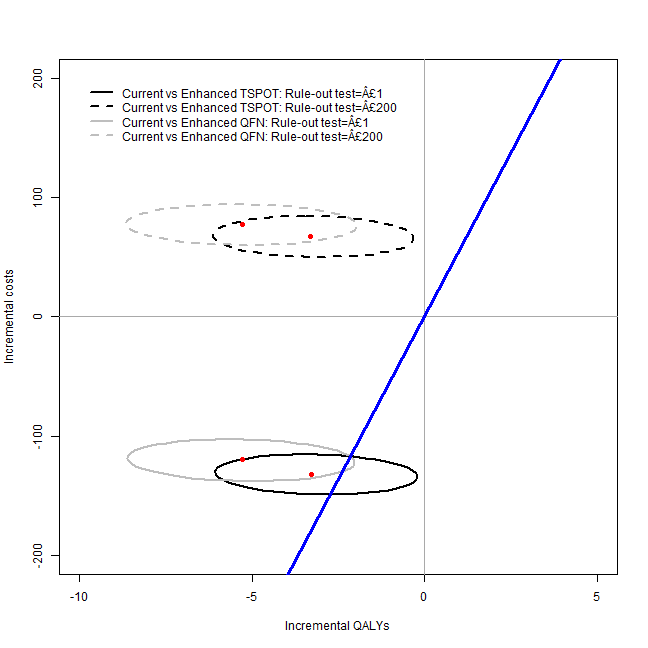 Current vs Enhanced TSPOT: Rule-out test=Â£1
Current vs Enhanced TSPOT: Rule-out test=Â£200
Current vs Enhanced QFN: Rule-out test=Â£1
Current vs Enhanced QFN: Rule-out test=Â£200
200
100
0
-100
-200
Incremental costs
-10
-5
0
5
Incremental QALYs